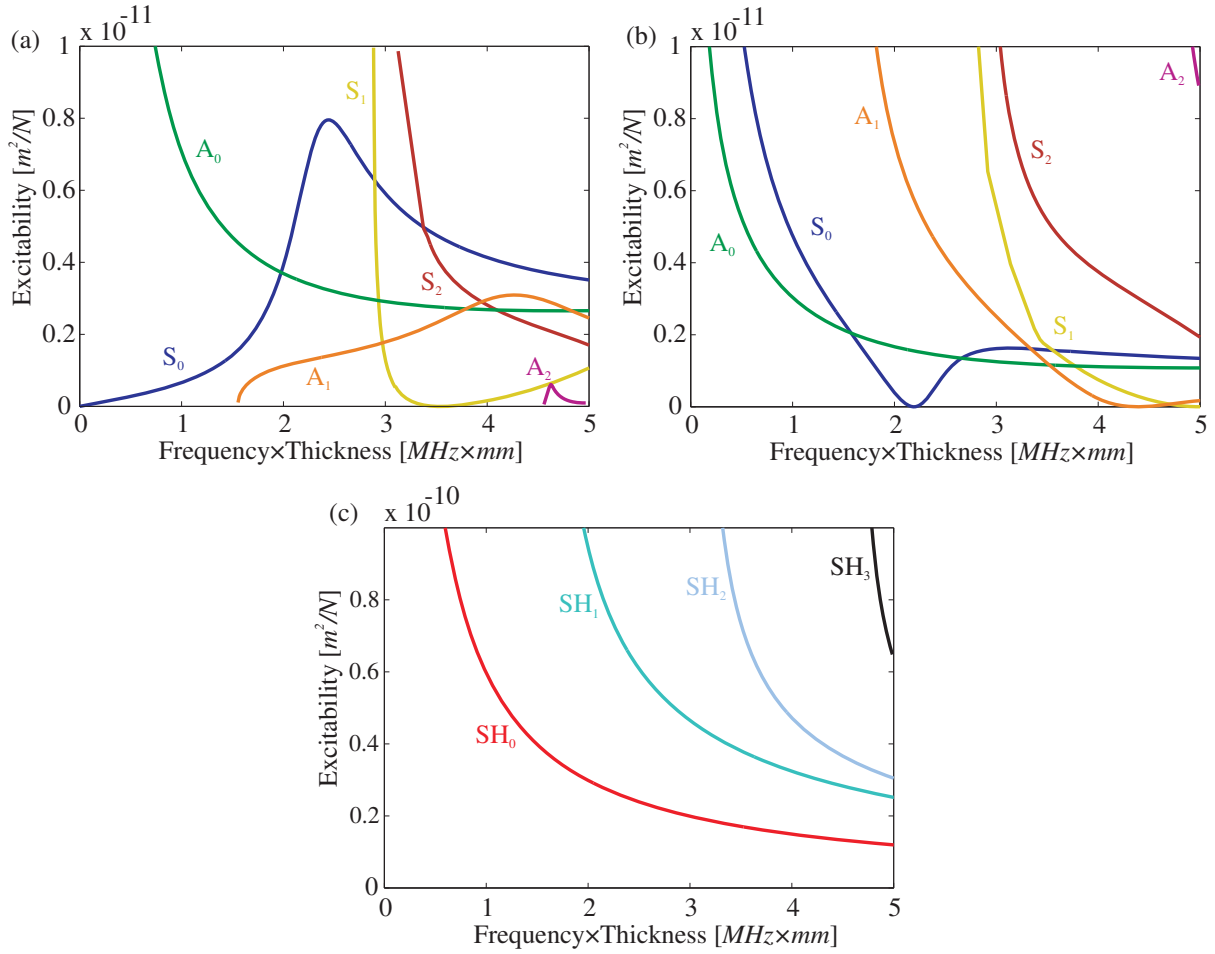 (a)
x 10-11
Excitability [m2/N]
1
0.8
0.6
0.4
0.2
0
A0
S0
S1
S2
A1
A2
0 1 2 3 4 5
Frequency×Thickness [MHz×mm]
(b)
x 10-11
Excitability [m2/N]
1
0.8
0.6
0.4
0.2
0
A0
S0
A1
S1
S2
A2
0 1 2 3 4 5
Frequency×Thickness [MHz×mm]
(c)
x 10-10
Excitability [m2/N]
0.8
0.6
0.4
0.2
0
SH0
SH1
SH2
SH3
0 1 2 3 4 5
Frequency×Thickness [MHz×mm]